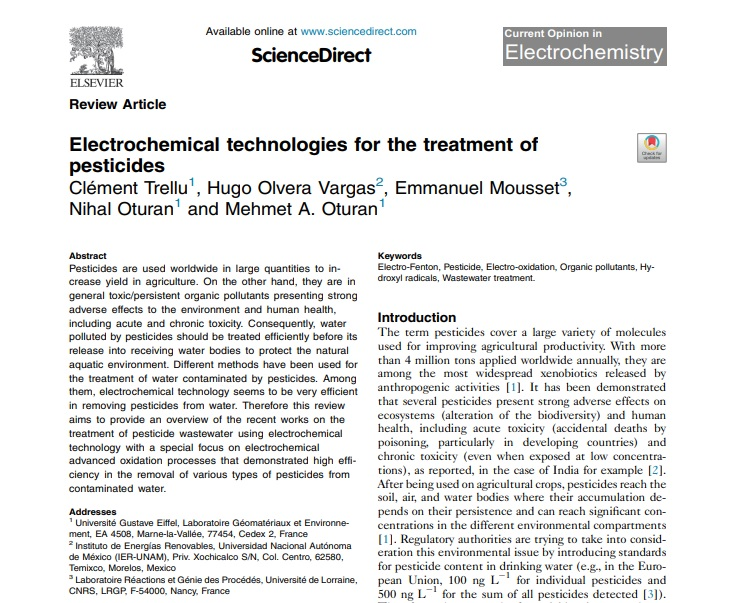 Available online at www.sciencedirect.com
ScienceDirect
Current Opinion in
Electrochemistry
ELSEVIER
Review Article
Check for
updates
Electrochemical technologies for the treatment of
pesticides
Clément Trellu1, Hugo Olvera Vargas2, Emmanuel Mousset3,
Nihal Oturan1 and Mehmet A. Oturan1
Abstract
Pesticides are used worldwide in large quantities to in-
crease yield in agriculture. On the other hand, they are in
general toxic/persistent organic pollutants presenting strong
adverse effects to the environment and human health,
including acute and chronic toxicity. Consequently, water
polluted by pesticides should be treated efficiently before its
release into receiving water bodies to protect the natural
aquatic environment. Different methods have been used for
the treatment of water contaminated by pesticides. Among
them, electrochemical technology seems to be very efficient
in removing pesticides from water. Therefore this review
aims to provide an overview of the recent works on the
treatment of pesticide wastewater using electrochemical
technology with a special focus on electrochemical
advanced oxidation processes that demonstrated high effi-
ciency in the removal of various types of pesticides from
contaminated water.
Addresses
1 Université Gustave Eiffel, Laboratoire Géomatériaux et Environne-
ment, EA 4508, Marne-la-Vallée, 77454, Cedex 2, France
2 Instituto de Energías Renovables, Universidad Nacional Autónoma
de México (IER-UNAM), Priv. Xochicalco S/N, Col. Centro, 62580,
Temixco, Morelos, Mexico
3 Laboratoire Réactions et Génie des Procédés, Université de Lorraine,
CNRS, LRGP, F-54000, Nancy, France
Keywords
Electro-Fenton, Pesticide, Electro-oxidation, Organic pollutants, Hy-
droxyl radicals, Wastewater treatment.
Introduction
The term pesticides cover a large variety of molecules
used for improving agricultural productivity. With more
than 4 million tons applied worldwide annually, they are
among the most widespread xenobiotics released by
anthropogenic activities [1]. It has been demonstrated
that several pesticides present strong adverse effects on
ecosystems (alteration of the biodiversity) and human
health, including acute toxicity (accidental deaths by
poisoning, particularly in developing countries) and
chronic toxicity (even when exposed at low concentra-
tions), as reported, in the case of India for example [2].
After being used on agricultural crops, pesticides reach the
soil, air, and water bodies where their accumulation de-
pends on their persistence and can reach significant con-
centrations in the different environmental compartments
[1]. Regulatory authorities are trying to take into consid-
eration this environmental issue by introducing standards
for pesticide content in drinking water (e.g., in the Euro-
pean Union, 100 ng L−1 for individual pesticides and
500 ng L−1 for the sum of all pesticides detected [3]).